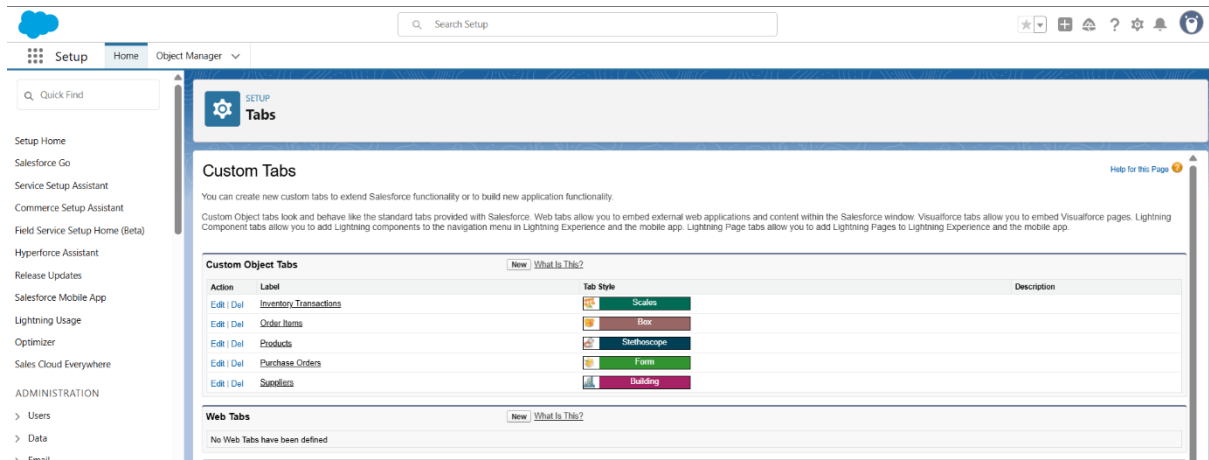 Search Setup
Setup
Home
Object Manager
Quick Find
Setup Home
Salesforce Go
Service Setup Assistant
Commerce Setup Assistant
Field Service Setup Home (Beta)
Hyperforce Assistant
Release Updates
Salesforce Mobile App
Lightning Usage
Optimizer
Sales Cloud Everywhere
ADMINISTRATION
Users
Data
Email
SETUP
Tabs
Custom Tabs
Help for this Page
You can create new custom tabs to extend Salesforce functionality or to build new application functionality.
Custom Object tabs look and behave like the standard tabs provided with Salesforce. Web tabs allow you to embed external web applications and content within the Salesforce window. Visualforce tabs allow you to embed Visualforce pages. Lightning
Component tabs allow you to add Lightning components to the navigation menu in Lightning Experience and the mobile app. Lightning Page tabs allow you to add Lightning Pages to Lightning Experience and the mobile app.
Custom Object Tabs New What Is This?
Action Label Tab Style Description
Edit | Del Inventory Transactions Scales
Edit | Del Order Items Box
Edit | Del Products Stethoscope
Edit | Del Purchase Orders Form
Edit | Del Suppliers Building
Web Tabs New What Is This?
No Web Tabs have been defined